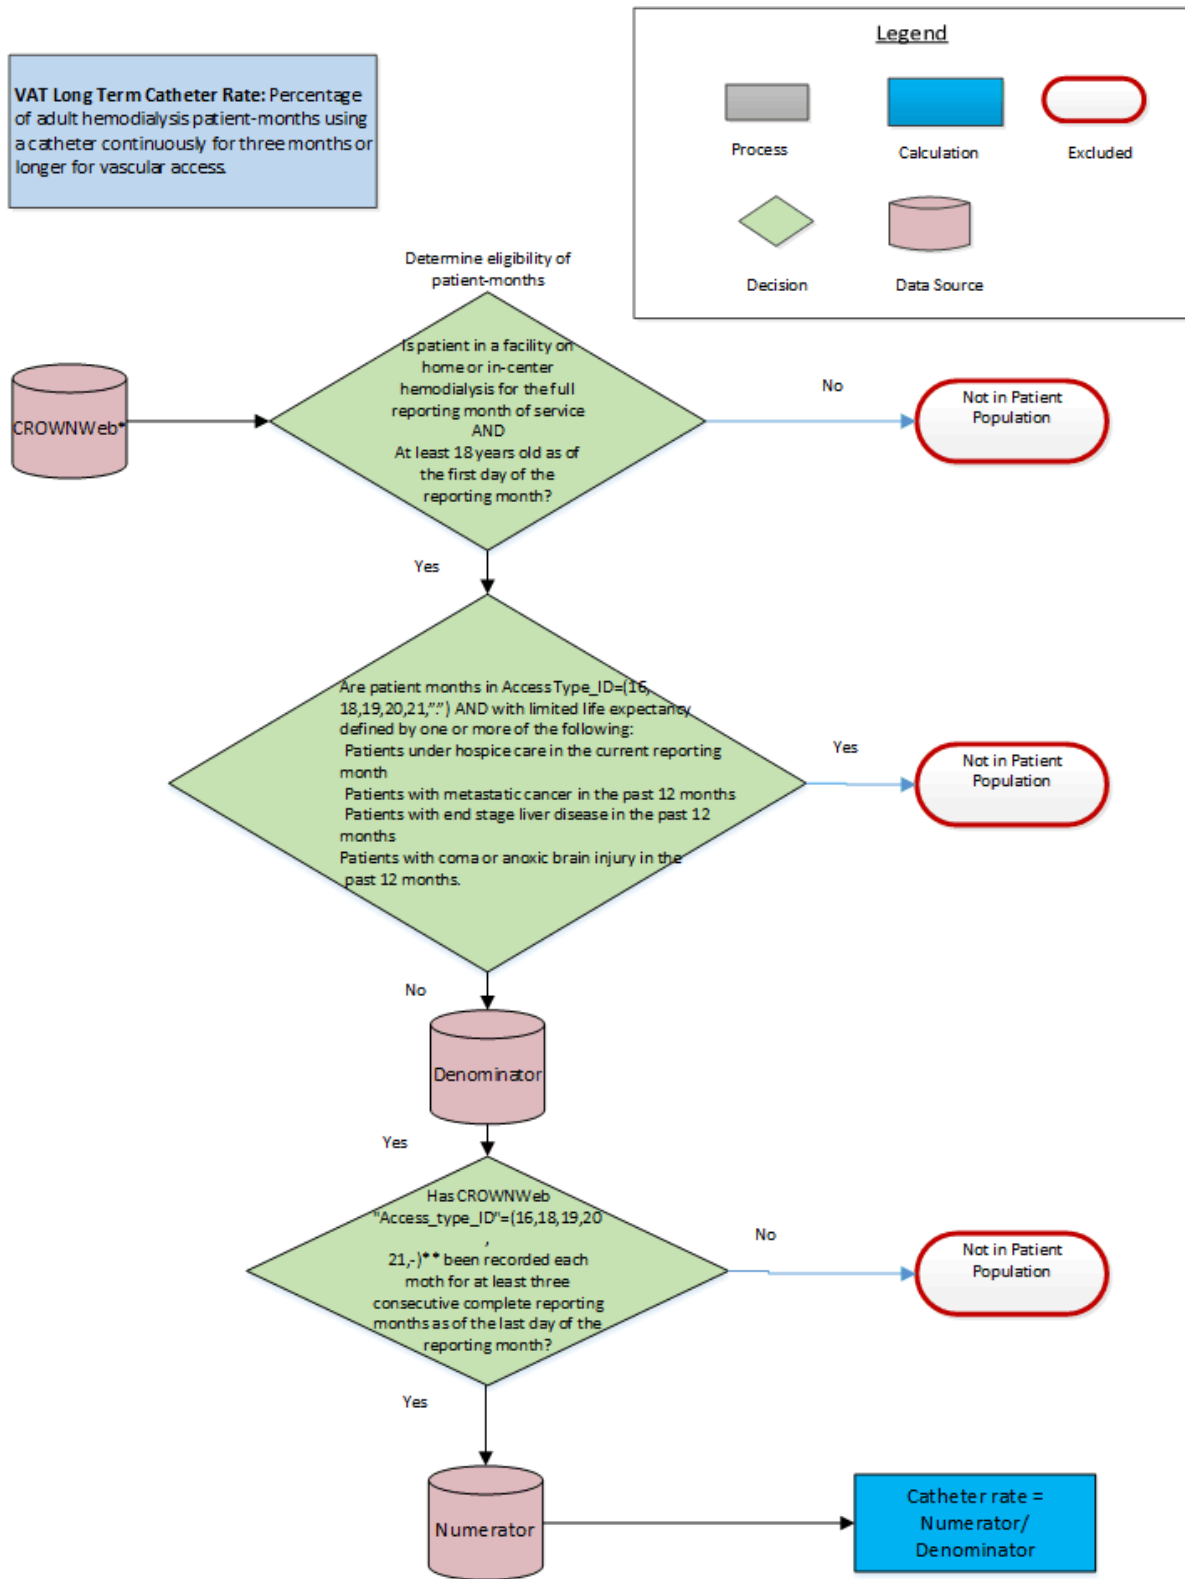 VAT Long Term Catheter Rate: Percentage
of adult hemodialysis patient-months using
a catheter continuously for three months or
longer for vascular access.
Legend
Process
Calculation
Excluded
Decision
Data Source
Determine eligibility of
patient-months
CROWNWeb*
Is patient in a facility on
home or in-center
hemodialysis for the full
reporting month of service
AND
At least 18 years old as of
the first day of the
reporting month?
No
Not in Patient
Population
Yes
Are patient months in Access Type_ID=(16,
18,19,20,21,".") AND with limited life expectancy
defined by one or more of the following:
Patients under hospice care in the current reporting
month
Patients with metastatic cancer in the past 12 months
Patients with end stage liver disease in the past 12
months
Patients with coma or anoxic brain injury in the
past 12 months.
Yes
Not in Patient
Population
No
Denominator
Yes
Has CROWNWeb
"Access_type_ID"=(16,18,19,20
,
21,-)** been recorded each
moth for at least three
consecutive complete reporting
months as of the last day of the
reporting month?
No
Not in Patient
Population
Yes
Numerator
Catheter rate =
Numerator/
Denominator